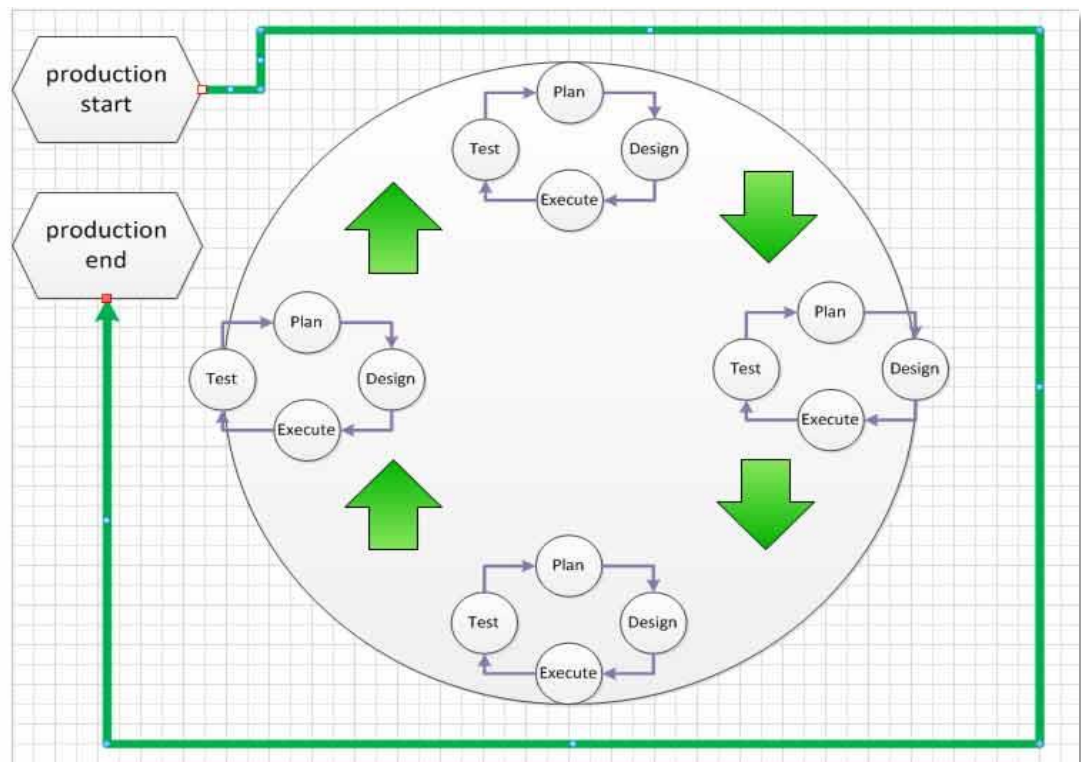 production
start
production
end
Plan
Test
Design
Execute
Plan
Test
Design
Execute
Plan
Test
Design
Execute
Plan
Test
Design
Execute